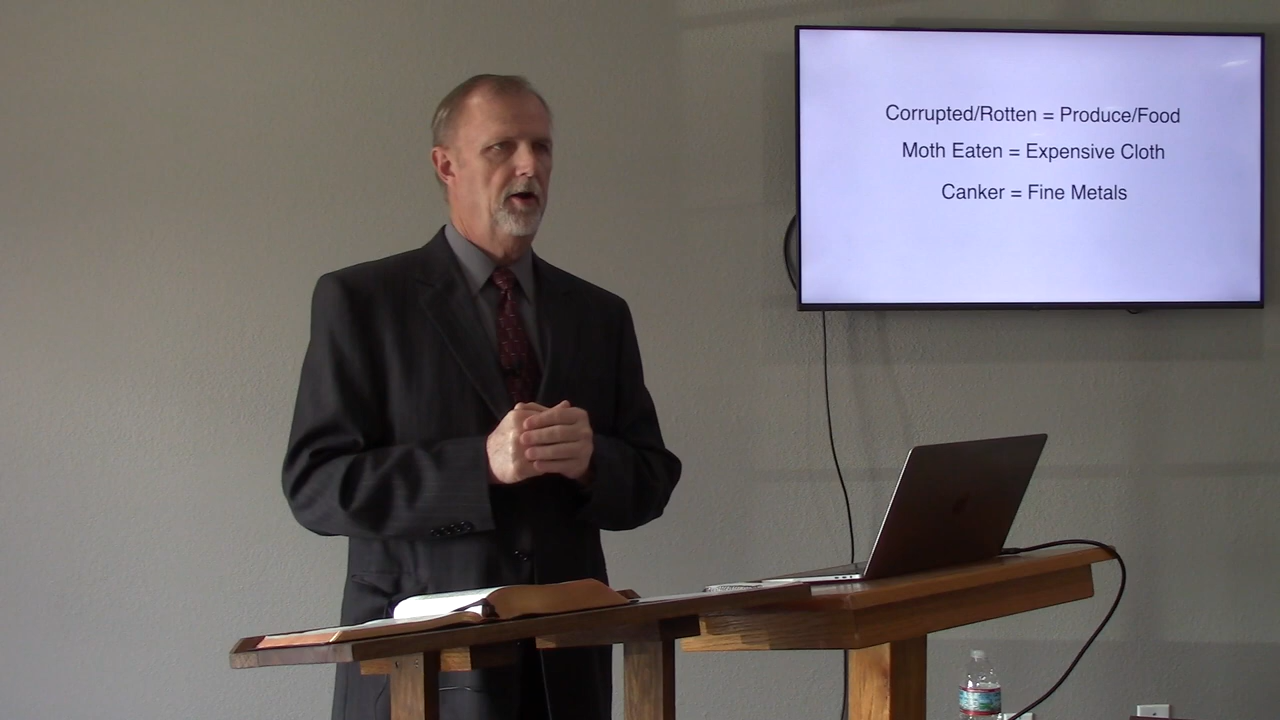 Corrupted/Rotten = Produce/Food
Moth Eaten = Expensive Cloth
Canker = Fine Metals